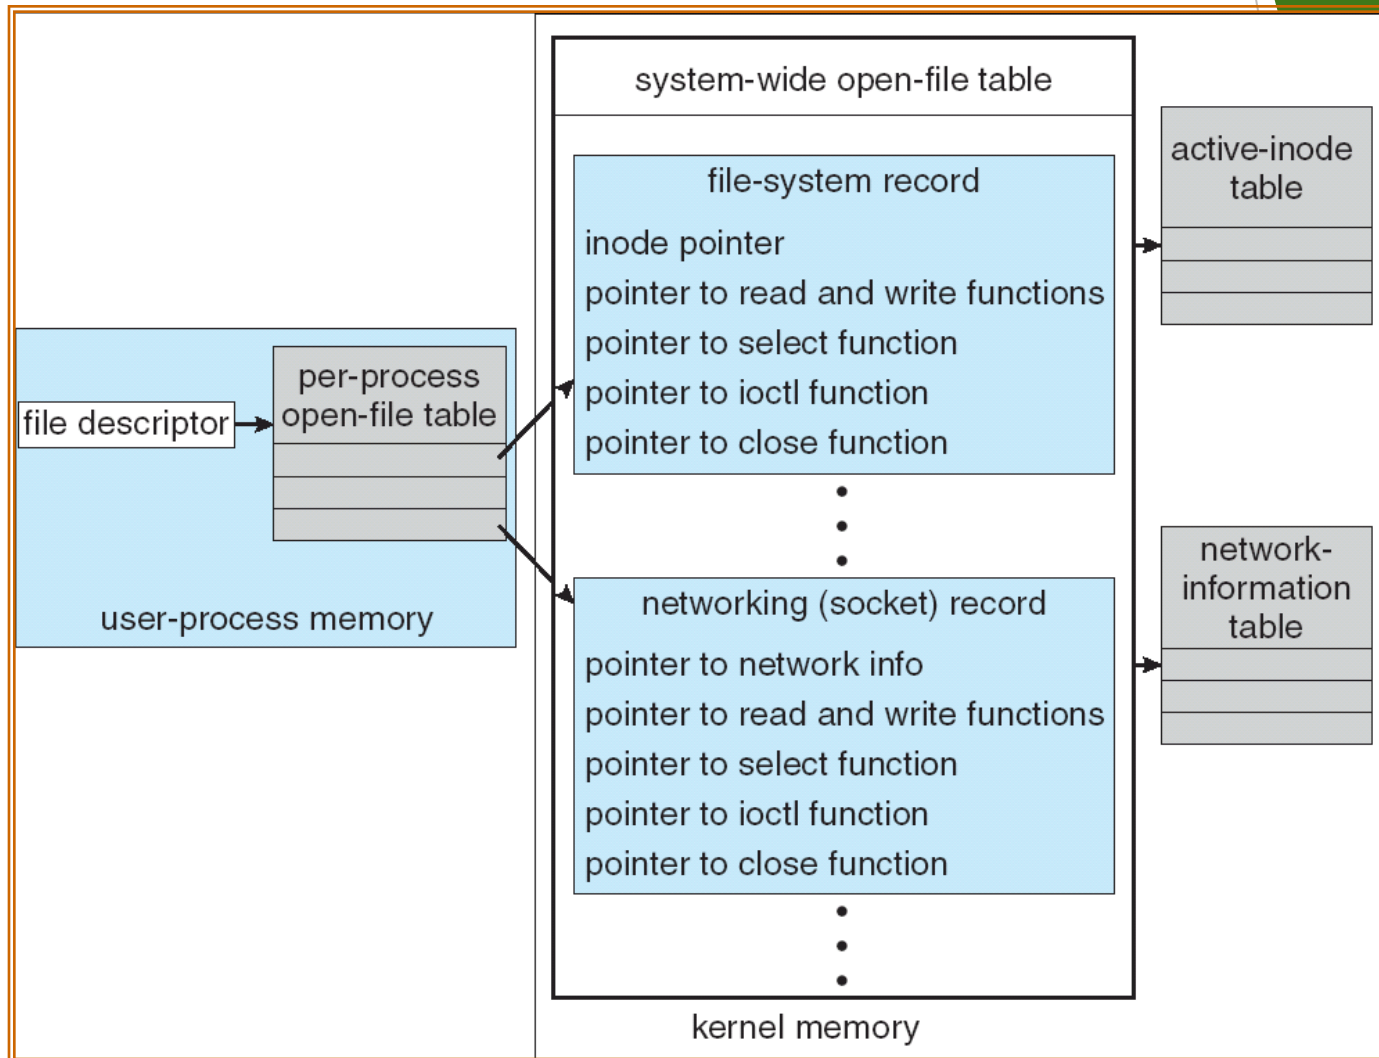 system-wide open-file table
file-system record
inode pointer
pointer to read and write functions
pointer to select function
pointer to ioctl function
pointer to close function
active-inode
table
file descriptor
per-process
open-file table
user-process memory
networking (socket) record
pointer to network info
pointer to read and write functions
pointer to select function
pointer to ioctl function
pointer to close function
network-
information
table
kernel memory